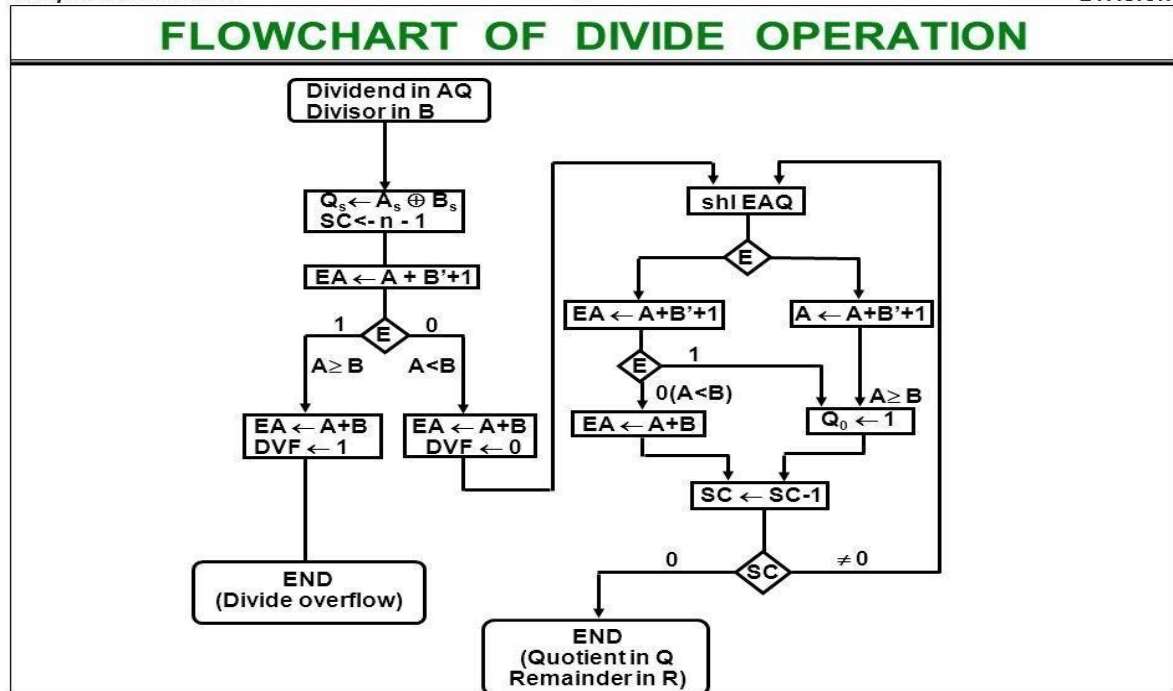 FLOWCHART OF DIVIDE OPERATION
Dividend in AQ
Divisor in B
Qs ← As ⊕ Bs
SC<- n - 1
EA ← A + B'+1
1
E
0
A≥ B
A<B
EA ← A+B
DVF ← 1
EA ← A+B
DVF ← 0
END
(Divide overflow)
shl EAQ
E
EA ← A+B'+1
A ← A+B'+1
E
1
0(A<B)
A≥ B
EA ← A+B
Q0 ← 1
SC ← SC-1
0
SC
≠ 0
END
(Quotient in Q
Remainder in R)